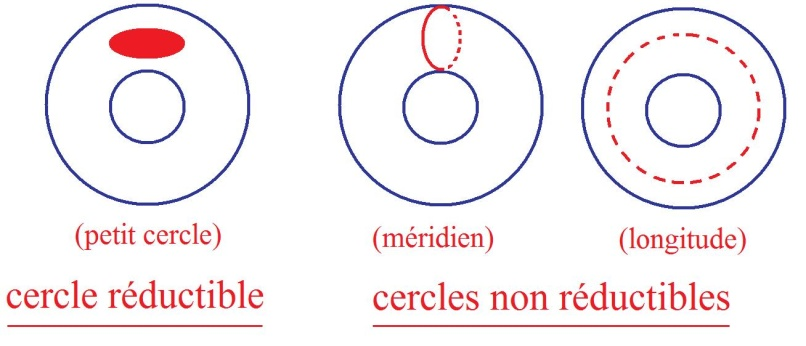 (petit cercle)
(méridien)
(longitude)
cercle réductible
cercles non réductibles